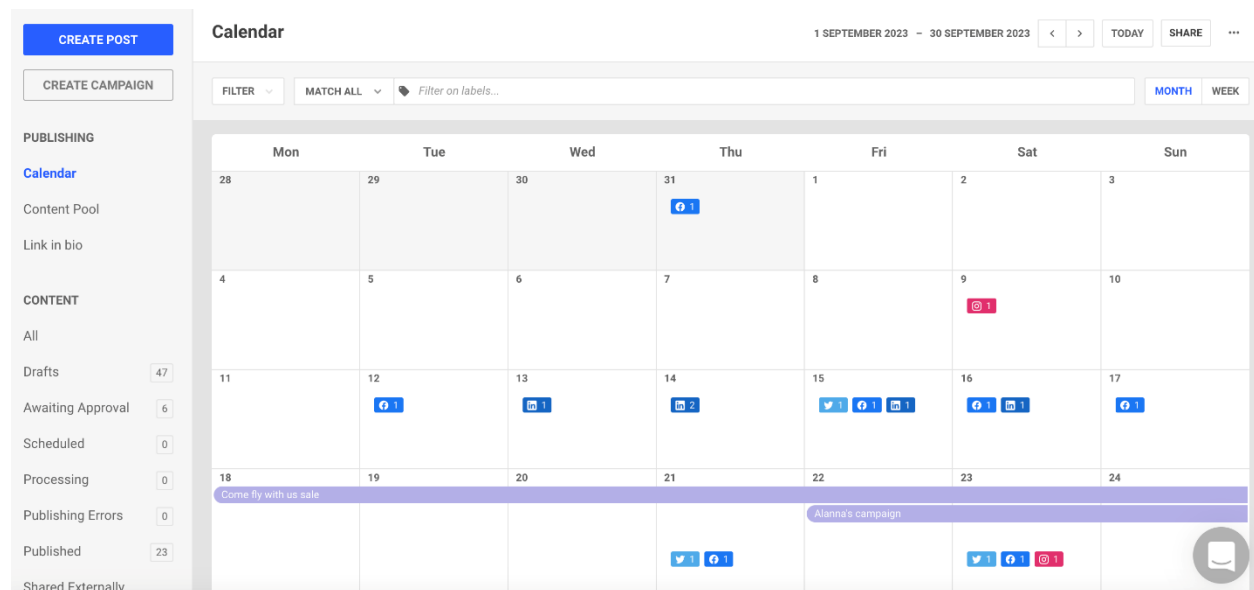 CREATE POST
CREATE CAMPAIGN
PUBLISHING
Calendar
Content Pool
Link in bio
CONTENT
All
Drafts 47
Awaiting Approval 6
Scheduled 0
Processing 0
Publishing Errors 0
Published 23
Shared Externally
Calendar
1 SEPTEMBER 2023 – 30 SEPTEMBER 2023 < > TODAY SHARE ...
FILTER MATCH ALL Filter on labels... MONTH WEEK
Mon Tue Wed Thu Fri Sat Sun
28 29 30 31 1 2 3
1
4 5 6 7 8 9 10
1
11 12 13 14 15 16 17
1 1 2 1 1 1 1 1 1
18 19 20 21 22 23 24
Come fly with us sale
Alanna's campaign
1 1 1 1 1